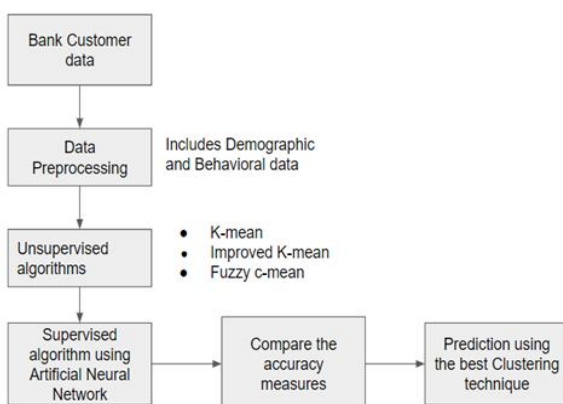 Bank Customer
data
Data
Preprocessing
Includes Demographic
and Behavioral data
Unsupervised
algorithms
● K-mean
● Improved K-mean
● Fuzzy c-mean
Supervised
algorithm using
Artificial Neural
Network
Compare the
accuracy
measures
Prediction using
the best Clustering
technique